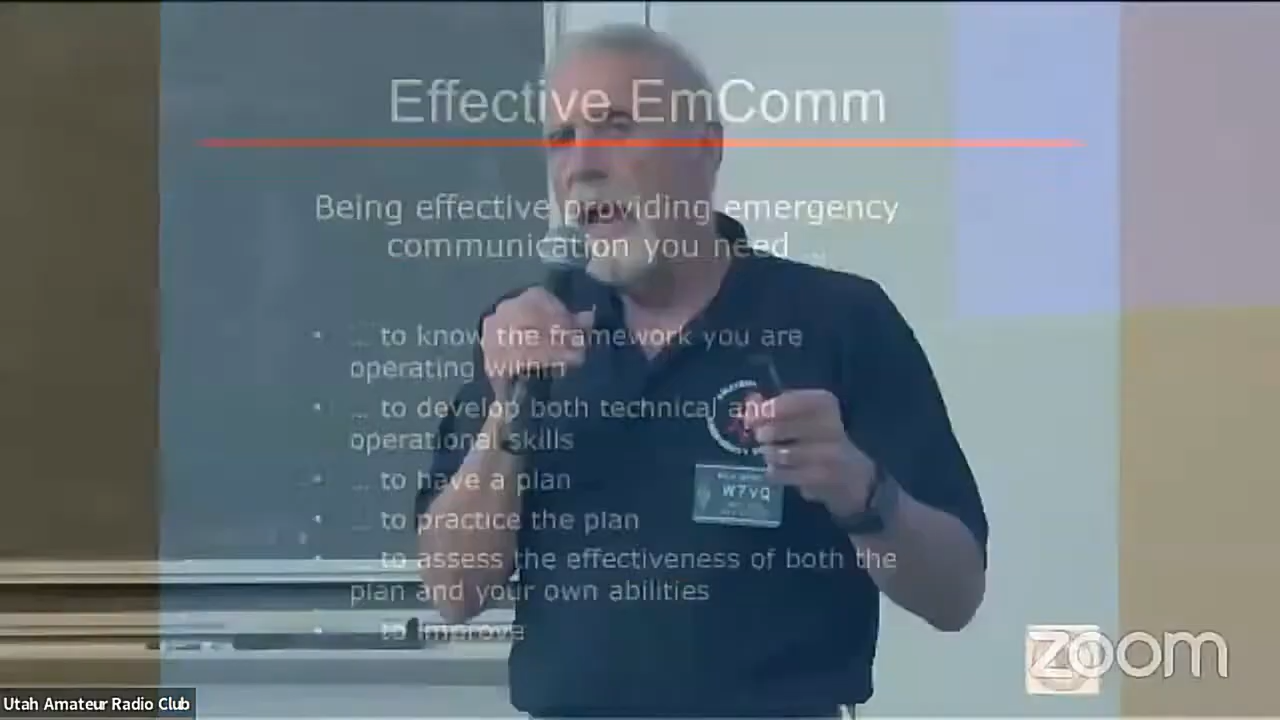 Effective EmComm
Being effective providing emergency
communication you need ...
• ... to know the framework you are
operating within
• ... to develop both technical and
operational skills
• ... to have a plan
• ... to practice the plan
• ... to assess the effectiveness of both the
plan and your own abilities
• ... to improve
W7VQ
zoom
Utah Amateur Radio Club